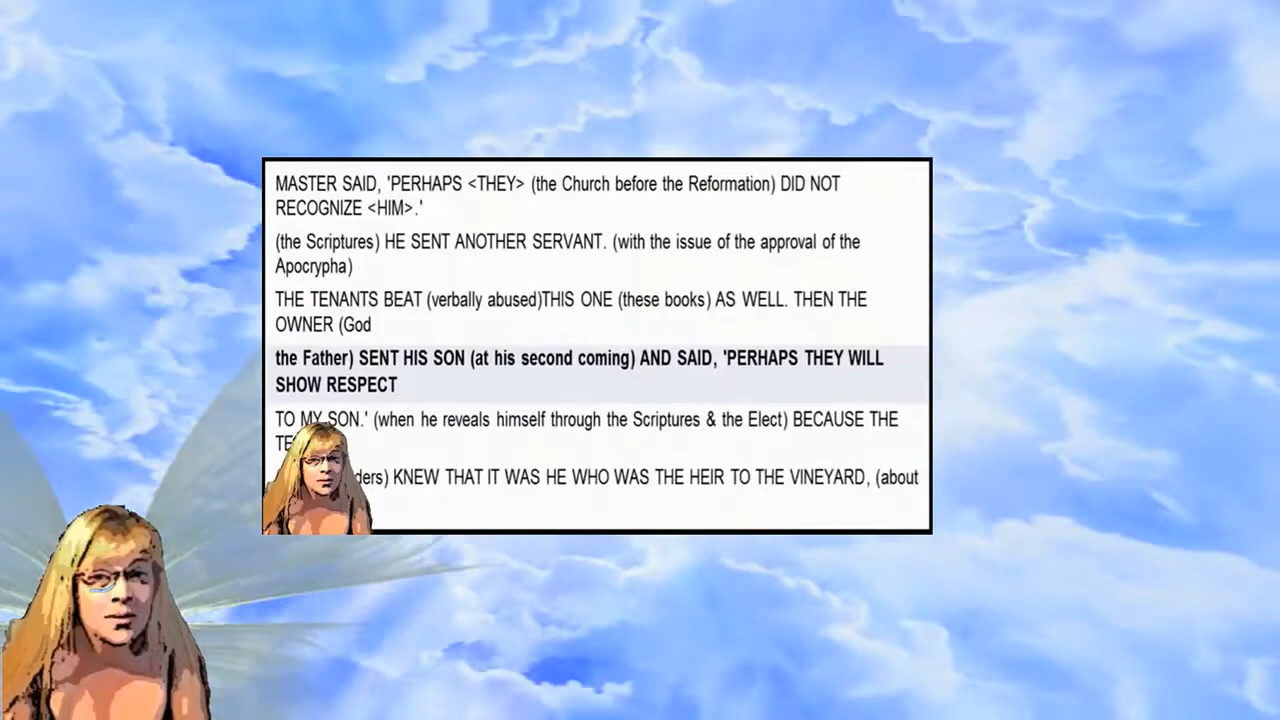 MASTER SAID, 'PERHAPS <THEY> (the Church before the Reformation) DID NOT
RECOGNIZE <HIM>.'
(the Scriptures) HE SENT ANOTHER SERVANT. (with the issue of the approval of the
Apocrypha)
THE TENANTS BEAT (verbally abused)THIS ONE (these books) AS WELL. THEN THE
OWNER (God
the Father) SENT HIS SON (at his second coming) AND SAID, 'PERHAPS THEY WILL
SHOW RESPECT
TO MY SON.' (when he reveals himself through the Scriptures & the Elect) BECAUSE THE
KNEW THAT IT WAS HE WHO WAS THE HEIR TO THE VINEYARD, (about